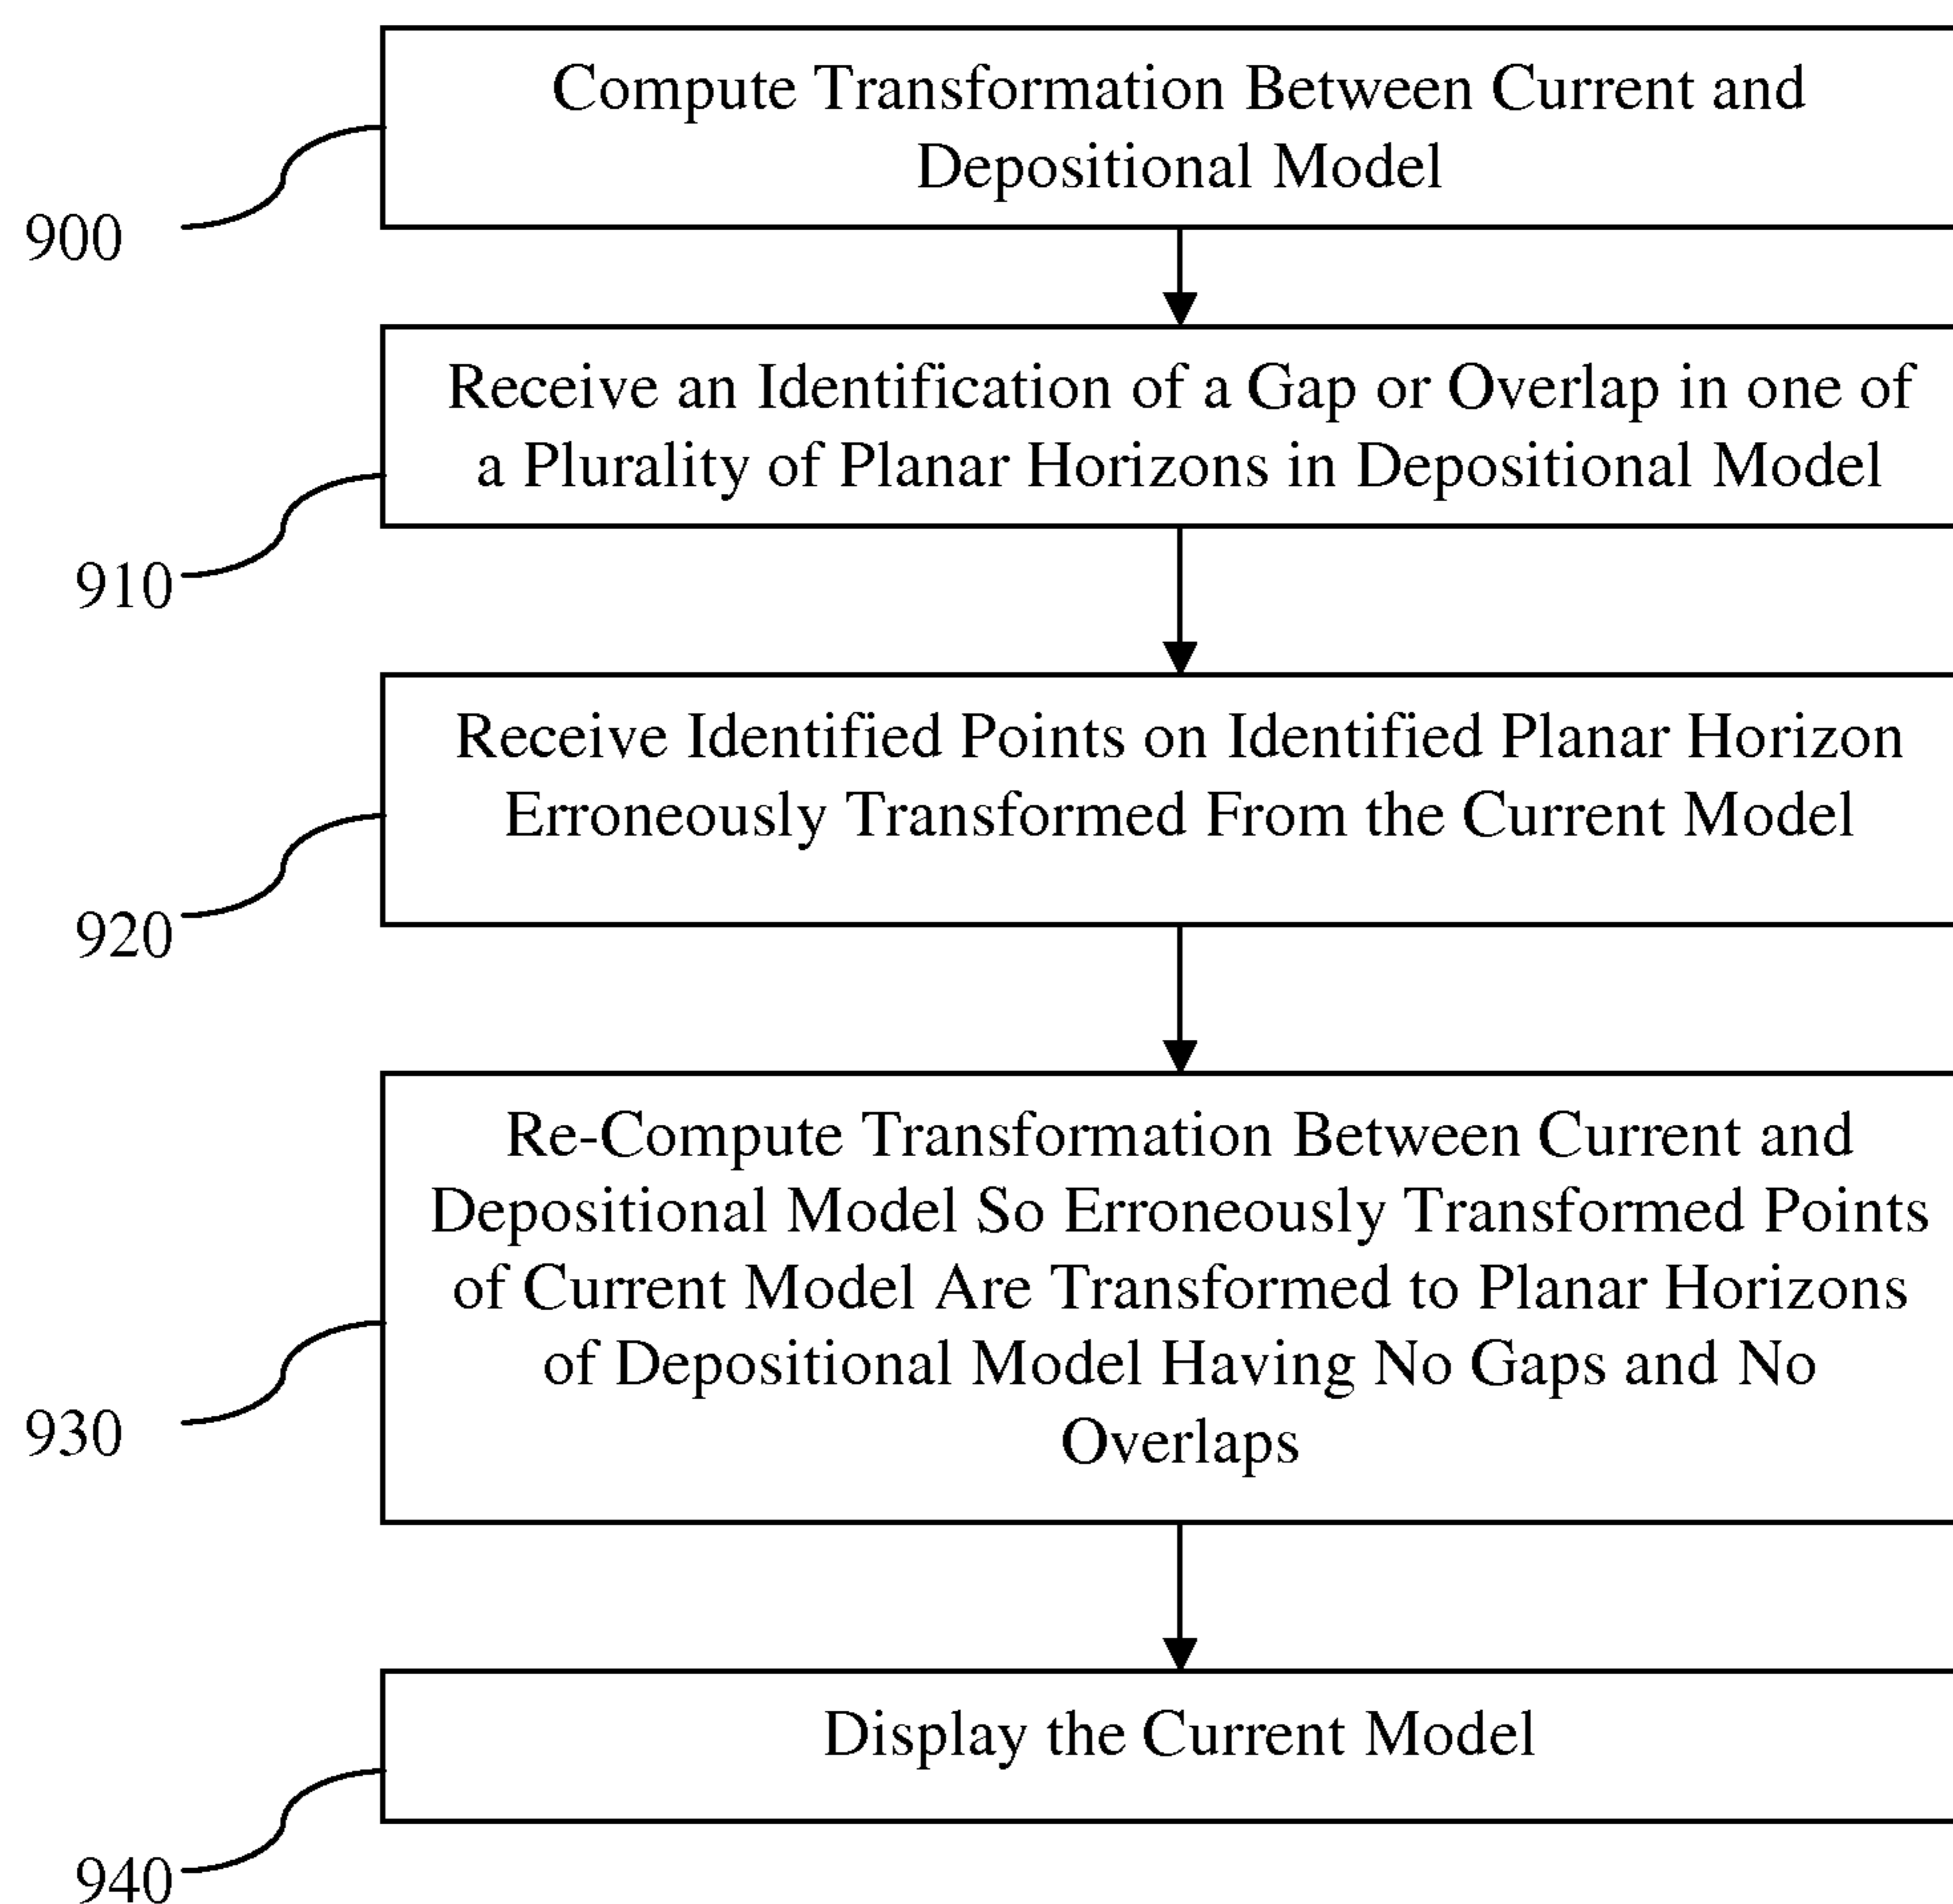 Compute Transformation Between Current and
Depositional Model
900
Receive an Identification of a Gap or Overlap in one of
a Plurality of Planar Horizons in Depositional Model
910
Receive Identified Points on Identified Planar Horizon
Erroneously Transformed From the Current Model
920
Re-Compute Transformation Between Current and
Depositional Model So Erroneously Transformed Points
of Current Model Are Transformed to Planar Horizons
of Depositional Model Having No Gaps and No
Overlaps
930
Display the Current Model
940